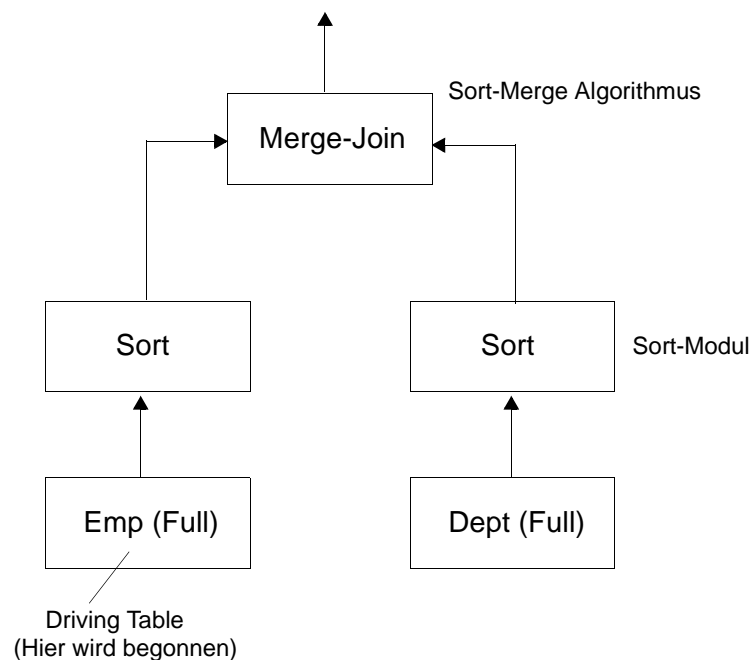 Sort-Merge Algorithmus
Merge-Join
Sort
Sort
Sort-Modul
Emp (Full)
Dept (Full)
Driving Table
(Hier wird begonnen)